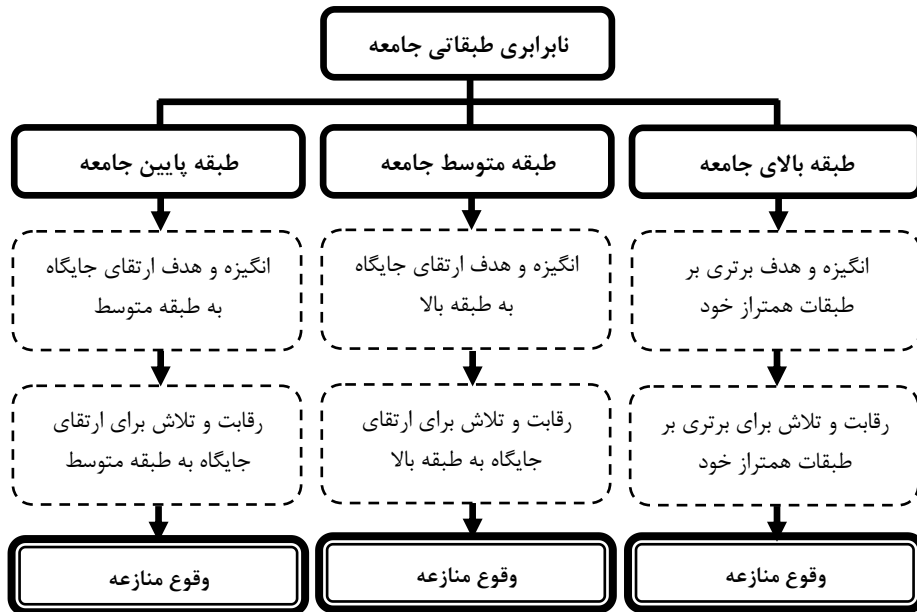 نابرابری طبقاتی جامعه
طبقه بالای جامعه
طبقه متوسط جامعه
طبقه پایین جامعه
انگیزه و هدف برتری بر
طبقات همتراز خود
انگیزه و هدف ارتقای جایگاه
به طبقه بالا
انگیزه و هدف ارتقای جایگاه
به طبقه متوسط
رقابت و تلاش برای برتری بر
طبقات همتراز خود
رقابت و تلاش برای ارتقای
جایگاه به طبقه بالا
رقابت و تلاش برای ارتقای
جایگاه به طبقه متوسط
وقوع منازعه
وقوع منازعه
وقوع منازعه